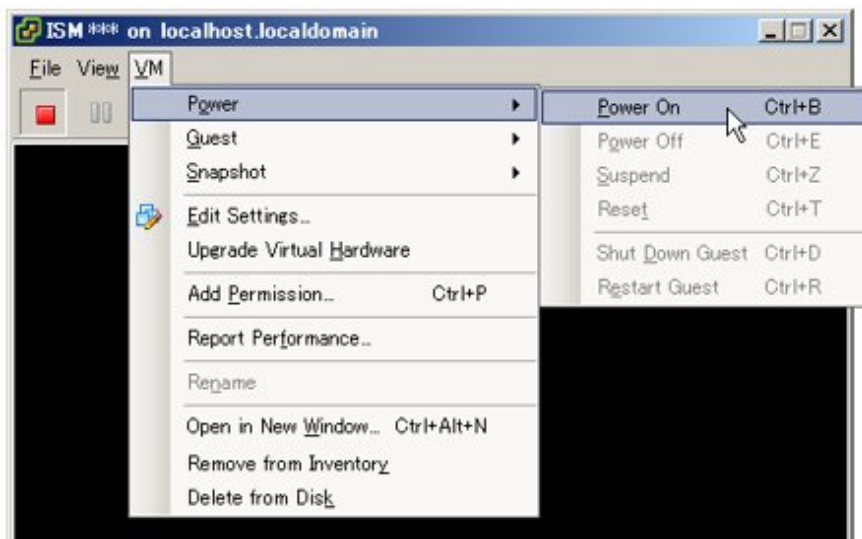 ISM *** on localhost.localdomain
File View VM
Power
Guest
Snapshot
Edit Settings...
Upgrade Virtual Hardware
Add Permission... Ctrl+P
Report Performance...
Rename
Open in New Window... Ctrl+Alt+N
Remove from Inventory
Delete from Disk
Power On Ctrl+B
Power Off Ctrl+E
Suspend Ctrl+Z
Reset Ctrl+T
Shut Down Guest Ctrl+D
Restart Guest Ctrl+R